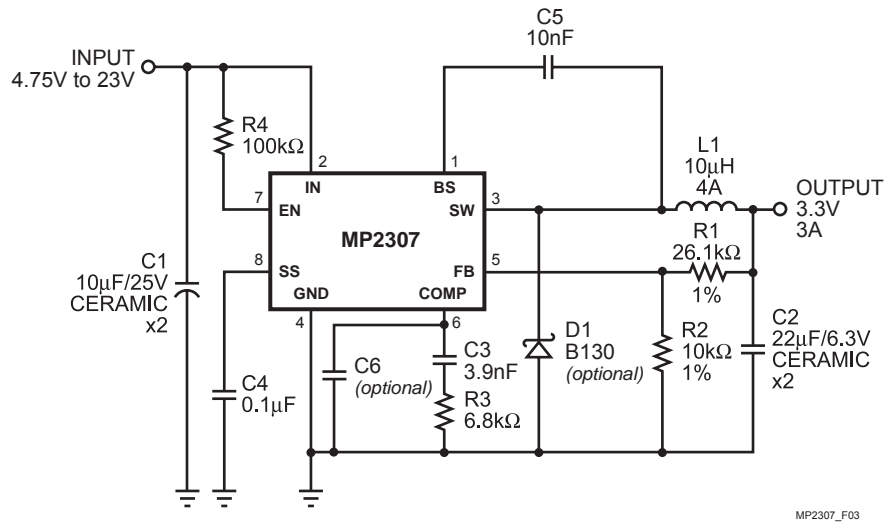 C5
10nF
INPUT
4.75V to 23V
R4
100kΩ
2
IN
1
BS
L1
10μH
4A
7
EN
3
SW
OUTPUT
3.3V
3A
MP2307
R1
26.1kΩ
1%
8
SS
5
FB
C1
10μF/25V
CERAMIC
x2
GND
4
COMP
6
D1
B130
(optional)
R2
10kΩ
1%
C2
22μF/6.3V
CERAMIC
x2
C3
3.9nF
C6
(optional)
C4
0.1μF
R3
6.8kΩ
MP2307_F03